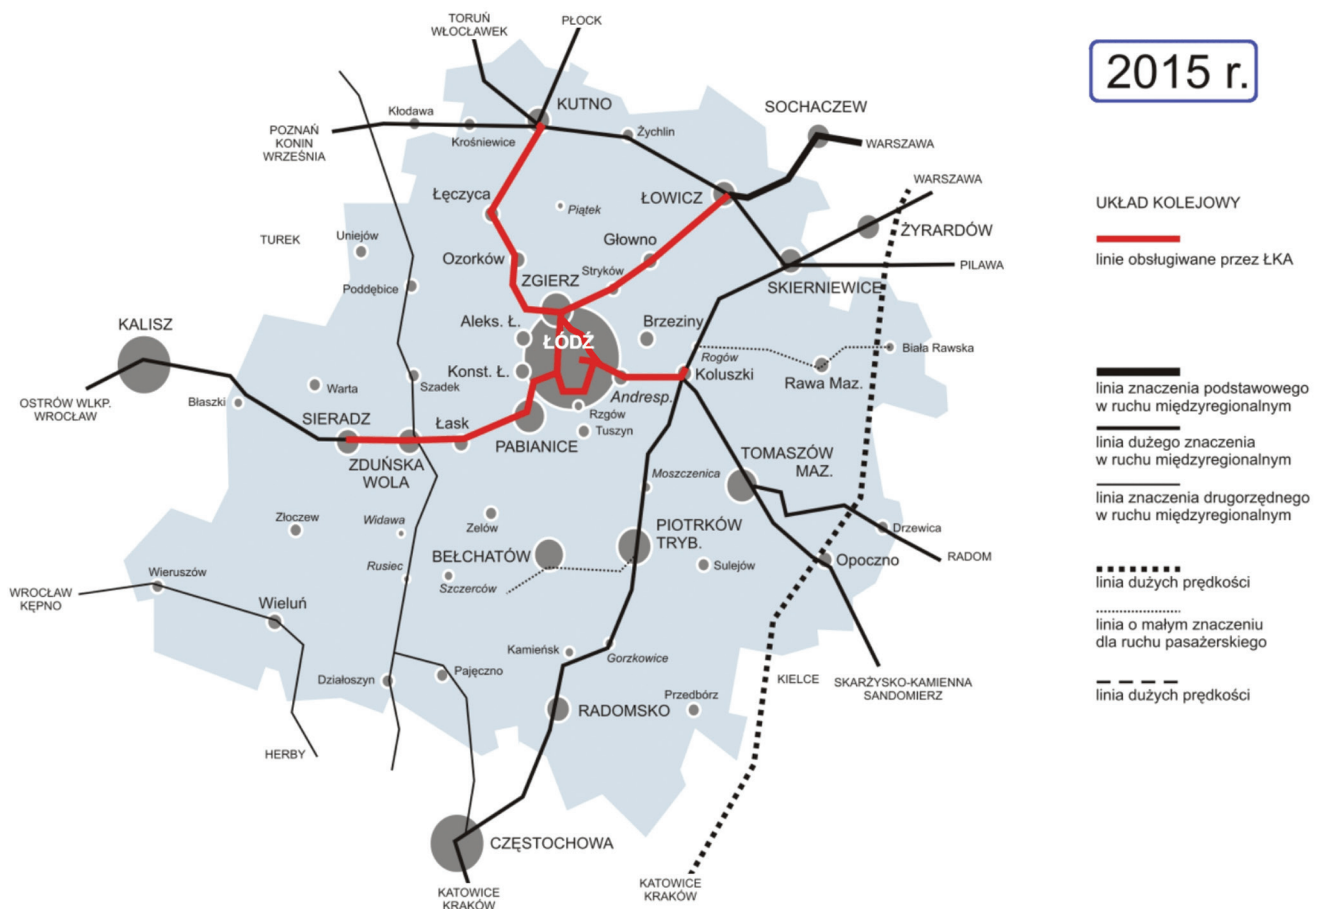 TORUŃ
WŁOCŁAWEK
PŁOCK
2015 r.
KUTNO
SOCHACZEW
Kłodawa
Krośniewice
Żychlin
POZNAŃ
KONIN
WRZEŚNIA
WARSZAWA
WARSZAWA
Łęczyca
Piątek
ŁOWICZ
UKŁAD KOLEJOWY
TUREK
Uniejów
Głowno
ŻYRARDÓW
linie obsługiwane przez ŁKA
Ozorków
Stryków
ZGIERZ
PILAWA
SKIERNIEWICE
Poddębice
KALISZ
Aleks. Ł.
ŁÓDŹ
Brzeziny
Rogów
Biała Rawska
Konst. Ł.
Koluszki
Rawa Maz.
Andresp.
Warta
Szadek
OSTRÓW WLKP.
WROCŁAW
Błaszki
SIERADZ
Łask
Rzgów
Tuszyn
PABIANICE
linia znaczenia podstawowego
w ruchu międzyregionalnym
linia dużego znaczenia
w ruchu międzyregionalnym
ZDUŃSKA
WOLA
TOMASZÓW
MAZ.
Moszczenica
linia znaczenia drugorzędnego
w ruchu międzyregionalnym
Złoczew
Widawa
Zelów
PIOTRKÓW
TRYB.
Drzewica
BEŁCHATÓW
RADOM
Rusiec
Szczerców
Sulejów
Opoczno
linia dużych prędkości
WROCŁAW
KĘPNO
Wieruszów
Wieluń
linia o małym znaczeniu
dla ruchu pasażerskiego
Kamieńsk
Gorzkowice
Działoszyn
Pajęczno
KIELCE
SKARŻYSKO-KAMIENNA
SANDOMIERZ
Przedbórz
linia dużych prędkości
RADOMSKO
HERBY
CZĘSTOCHOWA
KATOWICE
KRAKÓW
KATOWICE
KRAKÓW